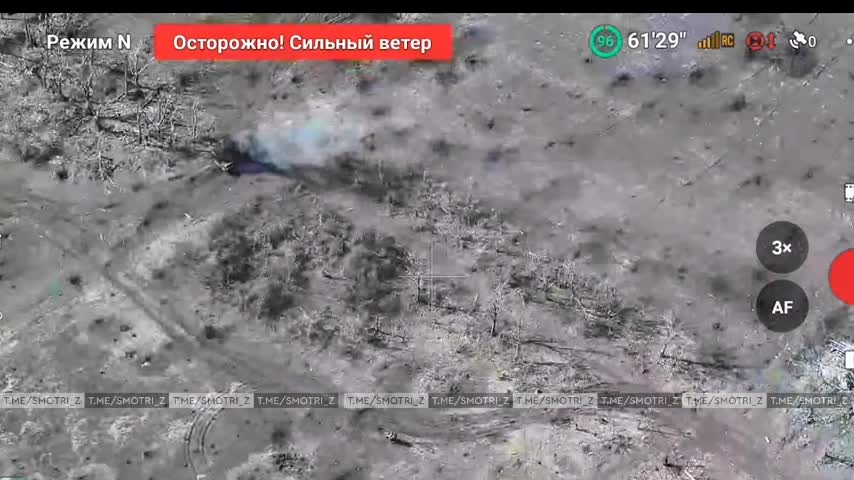 Режим N
Осторожно! Сильный ветер
96
61'29"
RC
0
3×
AF
T.ME/SMOTRI_Z T.ME/SMOTRI_Z T.ME/SMOTRI_Z T.ME/SMOTRI_Z T.ME/SMOTRI_Z T.ME/SMOTRI_Z T.ME/SMOTRI_Z T.ME/SMOTRI_Z T.ME/SMOTRI_Z T.ME/SMOTRI_Z